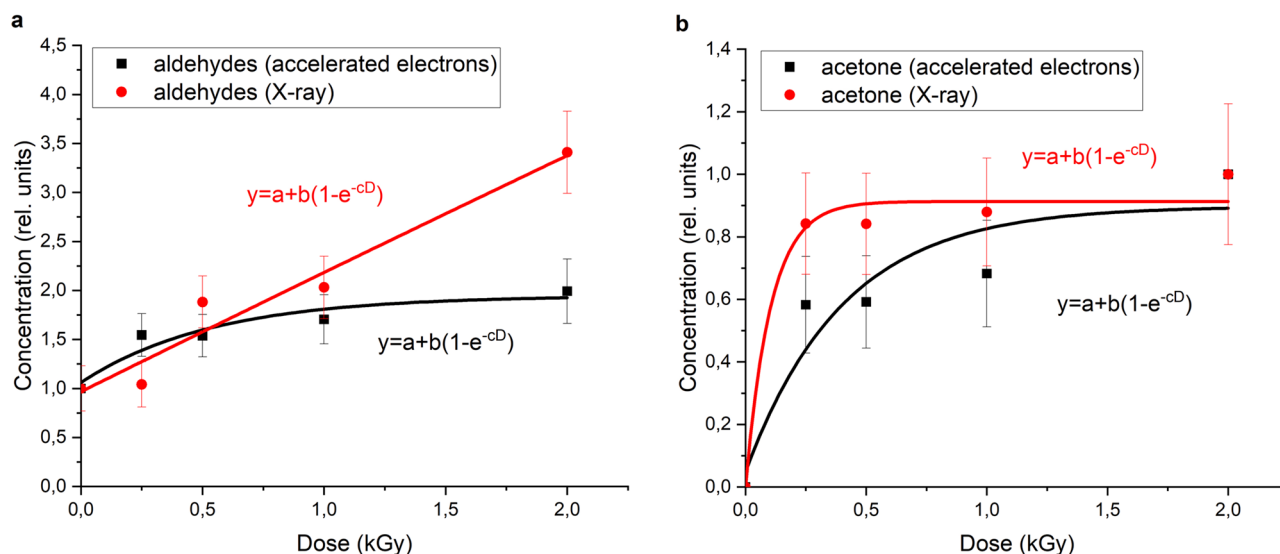 a
aldehydes (accelerated electrons)
aldehydes (X-ray)
y=a+b(1-e^-cD)
y=a+b(1-e^-cD)
Concentration (rel. units)
4,5
4,0
3,5
3,0
2,5
2,0
1,5
1,0
0,5
0,0
0,0
0,5
1,0
1,5
2,0
Dose (kGy)
b
acetone (accelerated electrons)
acetone (X-ray)
y=a+b(1-e^-cD)
y=a+b(1-e^-cD)
Concentration (rel. units)
1,4
1,2
1,0
0,8
0,6
0,4
0,2
0,0
0,0
0,5
1,0
1,5
2,0
Dose (kGy)